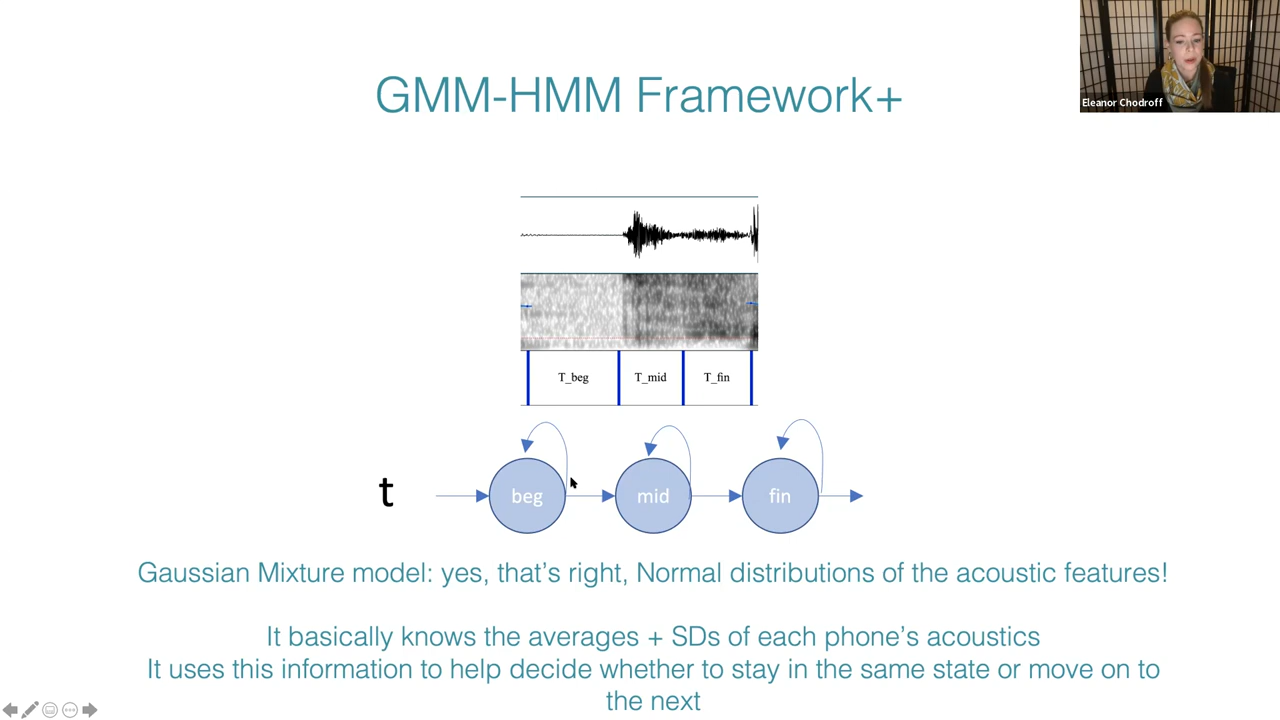 GMM-HMM Framework+
Eleanor Chodroff
T_beg T_mid T_fin
t beg mid fin
Gaussian Mixture model: yes, that's right, Normal distributions of the acoustic features!
It basically knows the averages + SDs of each phone's acoustics
It uses this information to help decide whether to stay in the same state or move on to
the next